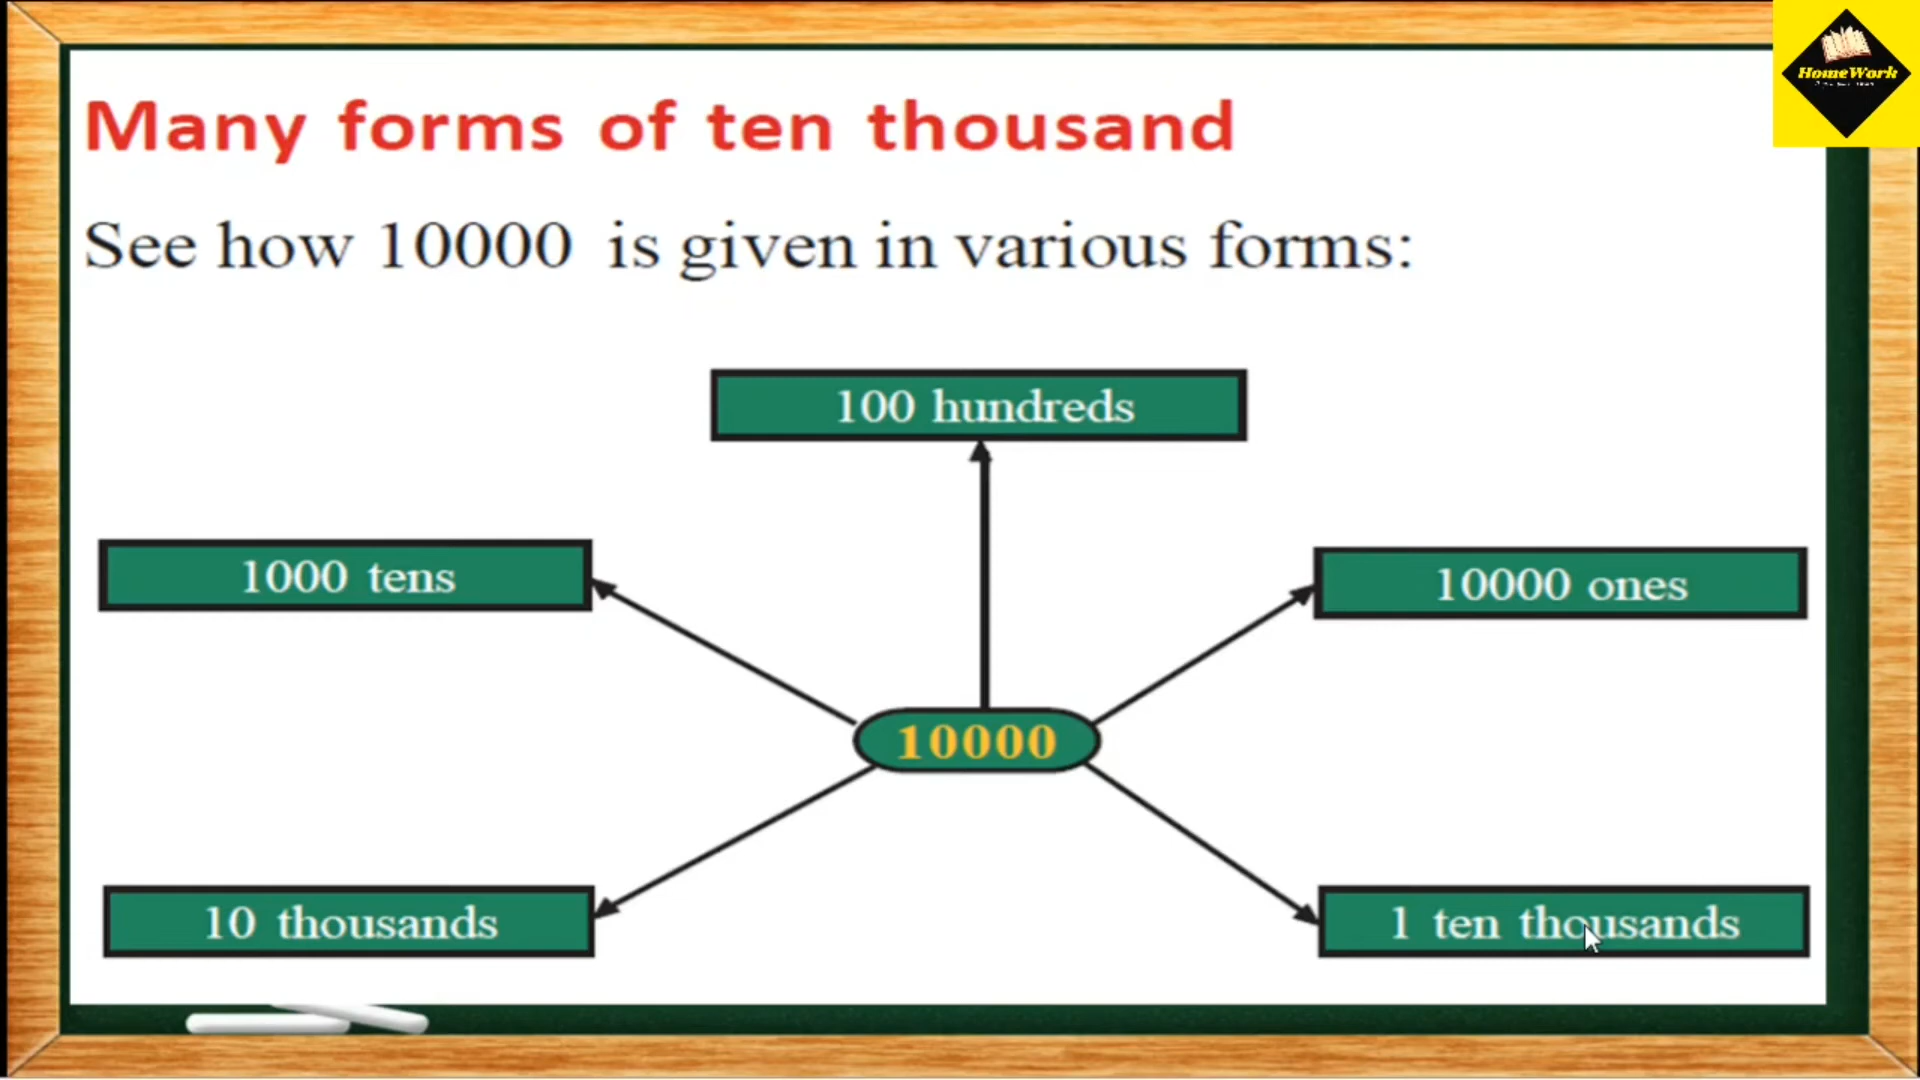 HomeWork
Many forms of ten thousand
See how 10000 is given in various forms:
100 hundreds
1000 tens
10000 ones
10000
10 thousands
1 ten thousands